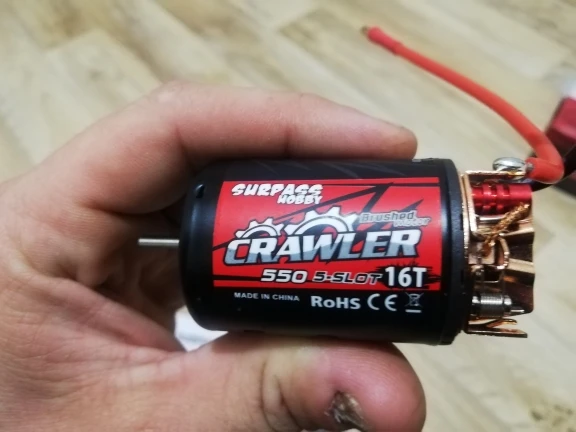 SURPASS
HOBBY
Brushed
CRAWLER
550 5-SLOT 16T
MADE IN CHINA RoHS CE